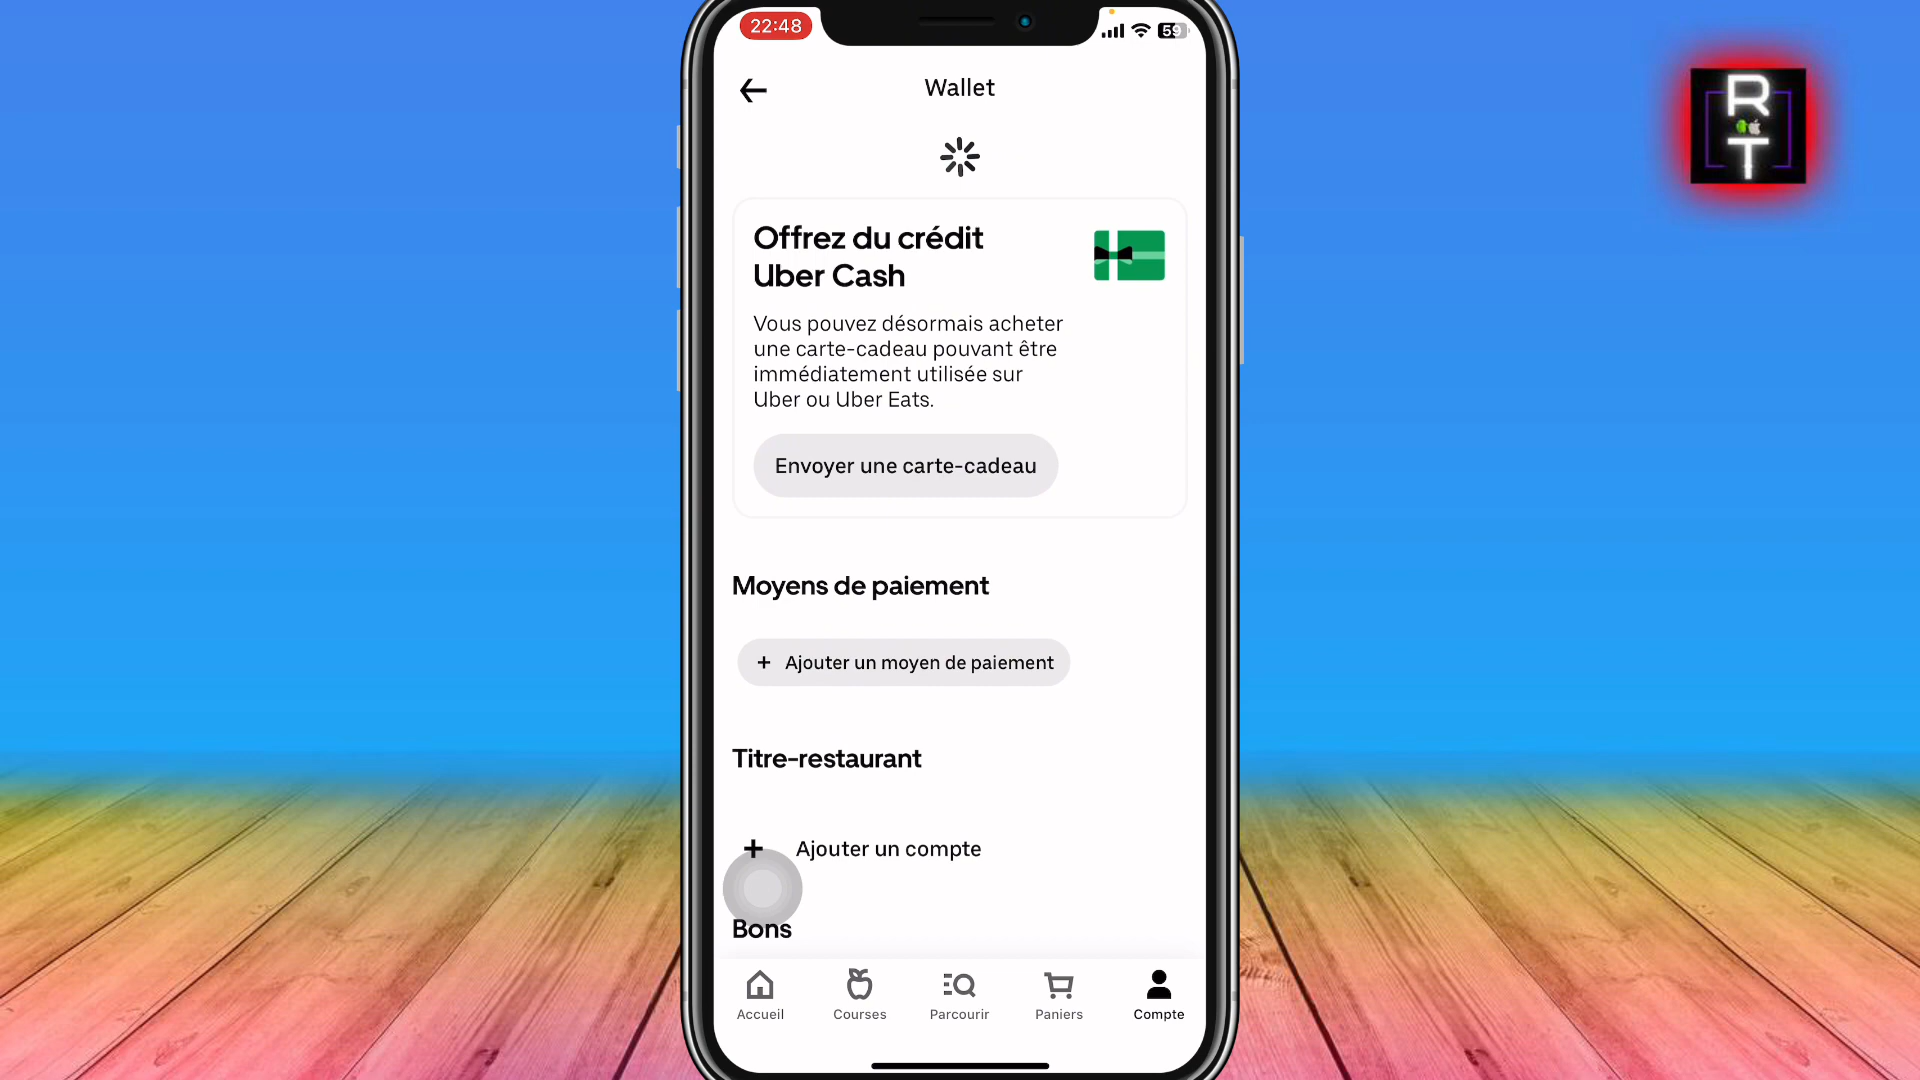 22:48
59
Wallet
R
T
Offrez du crédit
Uber Cash
Vous pouvez désormais acheter
une carte-cadeau pouvant être
immédiatement utilisée sur
Uber ou Uber Eats.
Envoyer une carte-cadeau
Moyens de paiement
+ Ajouter un moyen de paiement
Titre-restaurant
+ Ajouter un compte
Bons
Accueil
Courses
Parcourir
Paniers
Compte